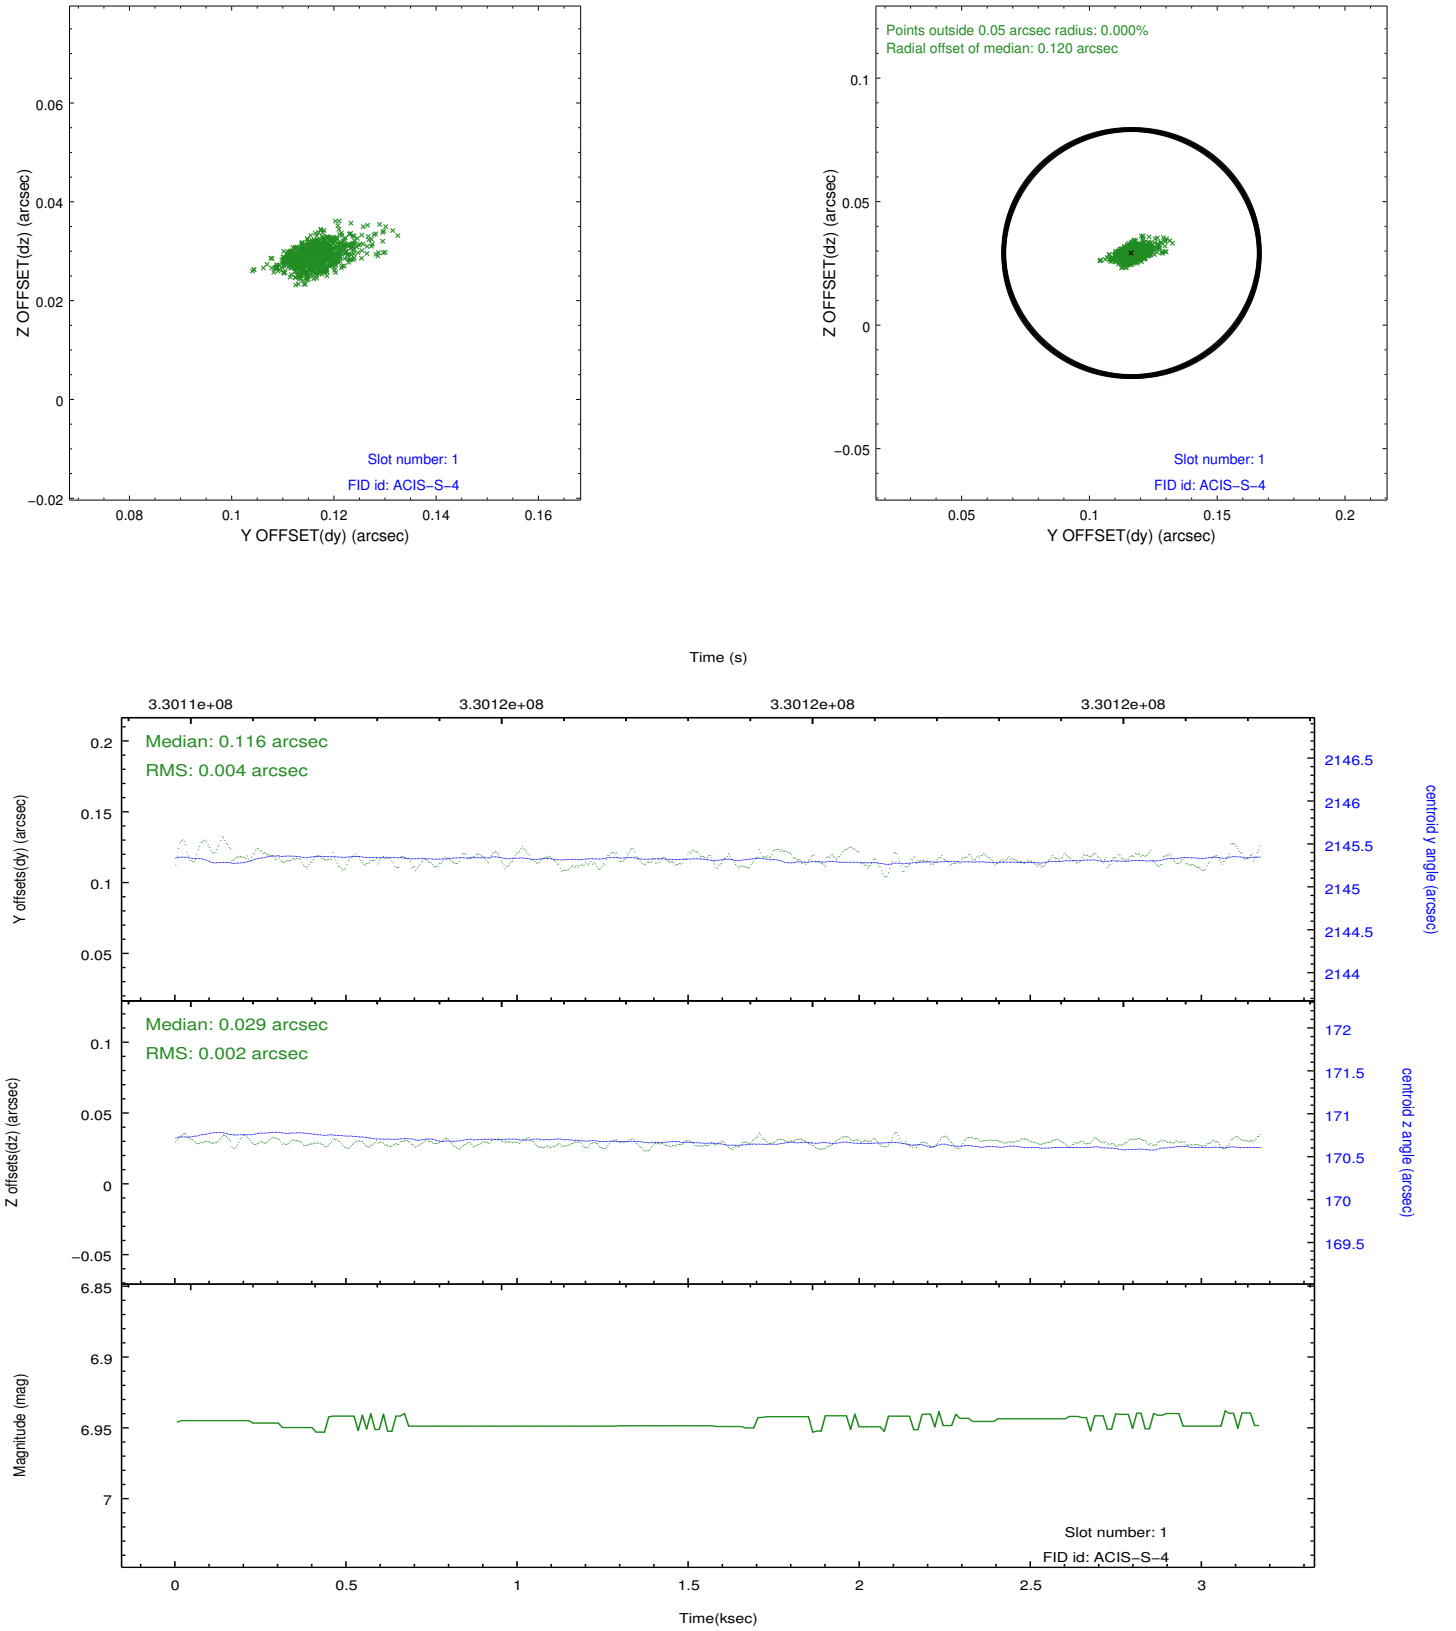 0.06
0.04
0.02
0
−0.02
Z OFFSET(dz) (arcsec)
Slot number: 1
FID id: ACIS−S−4
0.08 0.1 0.12 0.14 0.16
Y OFFSET(dy) (arcsec)
Points outside 0.05 arcsec radius: 0.000%
Radial offset of median: 0.120 arcsec
0.1
0.05
0
−0.05
Z OFFSET(dz) (arcsec)
Slot number: 1
FID id: ACIS−S−4
0.05 0.1 0.15 0.2
Y OFFSET(dy) (arcsec)
Time (s)
3.3011e+08 3.3012e+08 3.3012e+08 3.3012e+08
Median: 0.116 arcsec
RMS: 0.004 arcsec
0.2
0.15
0.1
0.05
Y offsets(dy) (arcsec)
2146.5
2146
2145.5
2145
2144.5
2144
centroid y angle (arcsec)
Median: 0.029 arcsec
RMS: 0.002 arcsec
0.1
0.05
0
−0.05
Z offsets(dz) (arcsec)
172
171.5
171
170.5
170
169.5
centroid z angle (arcsec)
6.85
6.9
6.95
7
Magnitude (mag)
Slot number: 1
FID id: ACIS−S−4
0 0.5 1 1.5 2 2.5 3
Time(ksec)